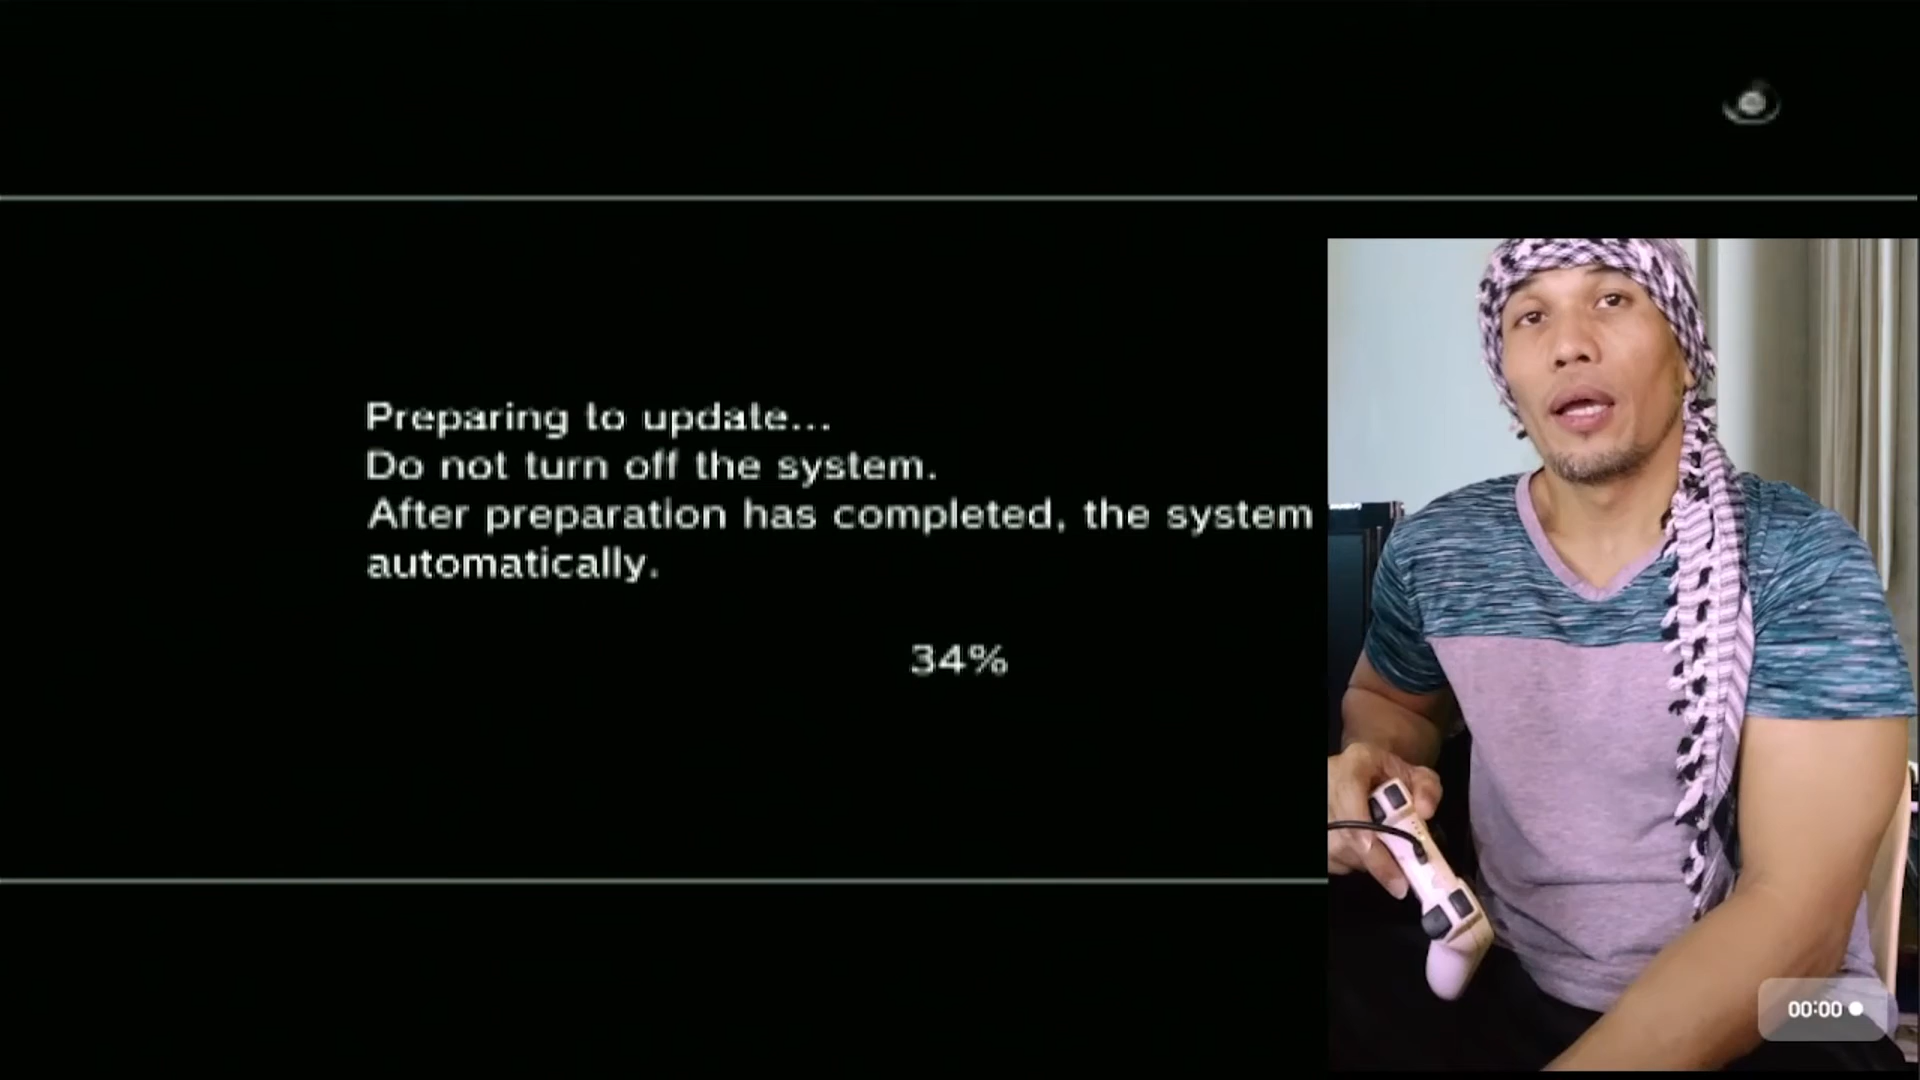 Preparing to update...
Do not turn off the system.
After preparation has completed, the system
automatically.
34%
00:00